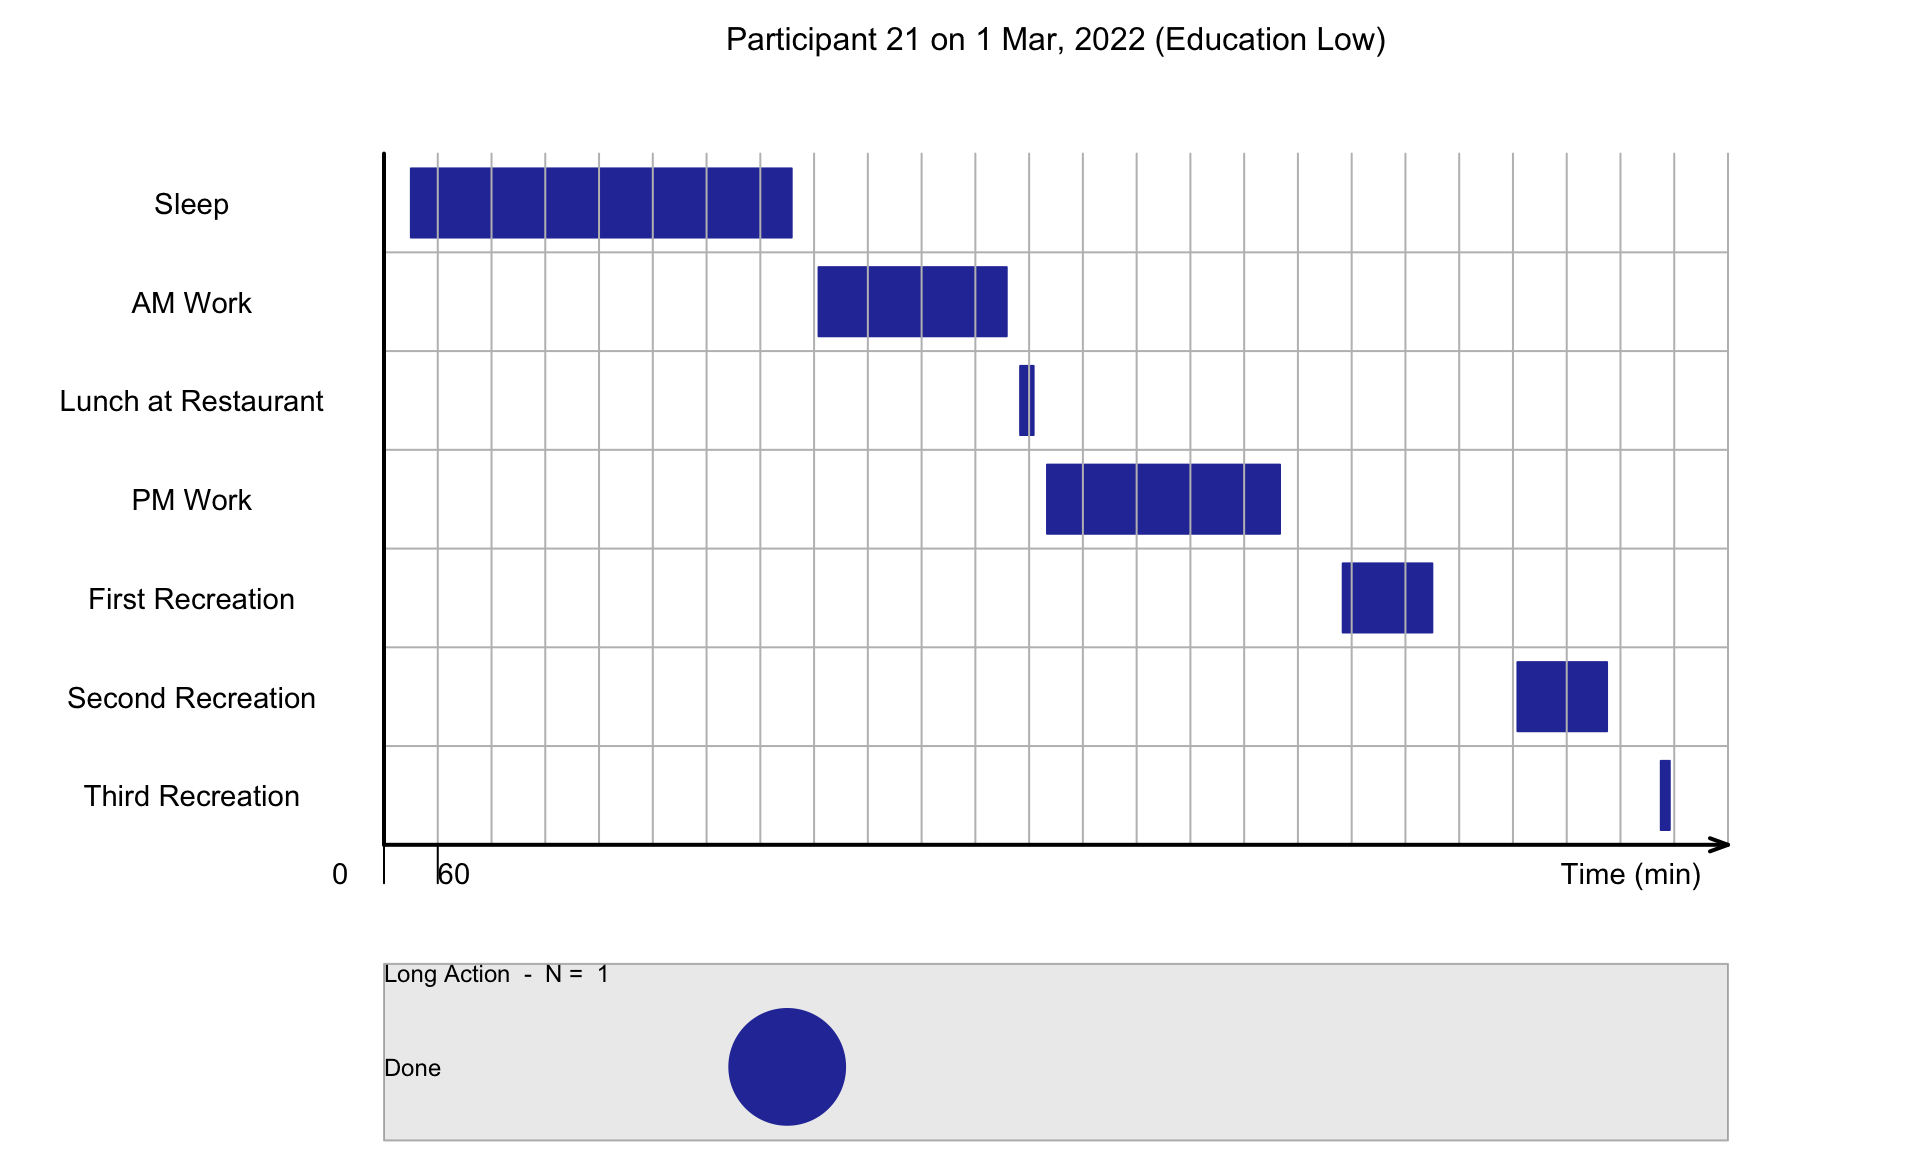 Participant 21 on 1 Mar, 2022 (Education Low)
Sleep
AM Work
Lunch at Restaurant
PM Work
First Recreation
Second Recreation
Third Recreation
0 60 Time (min)
Long Action - N = 1
Done